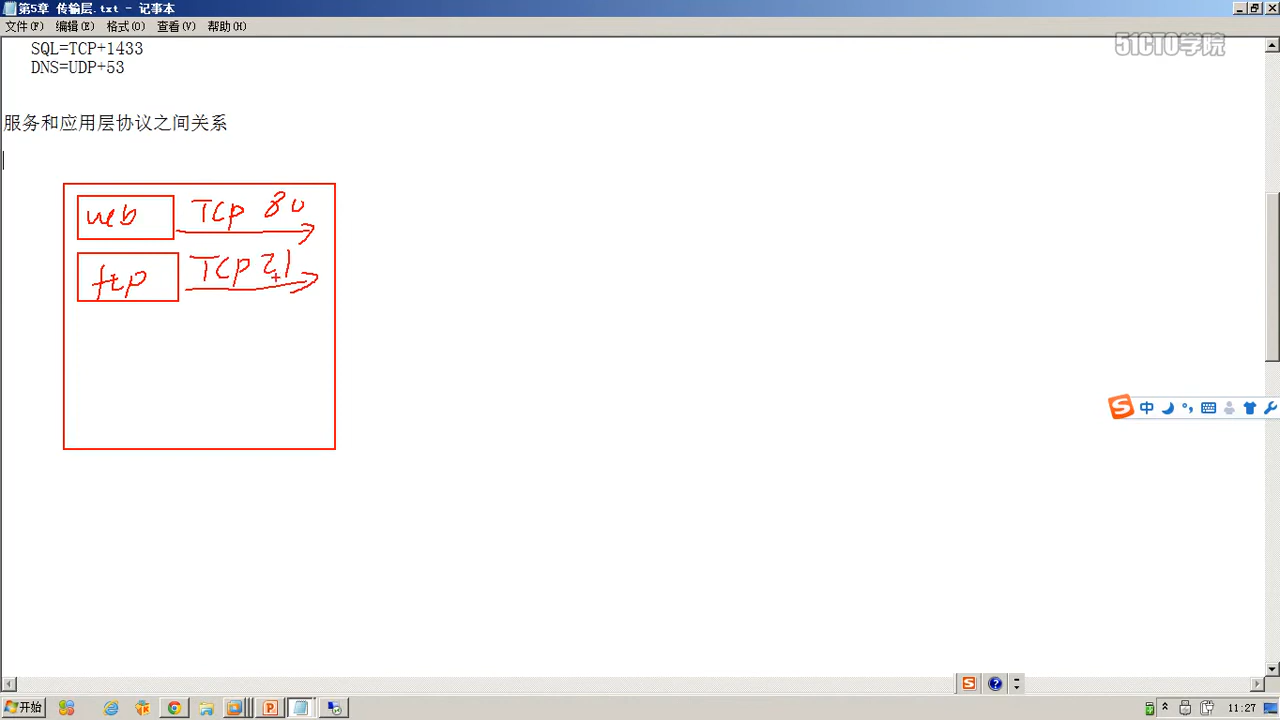 第5章 传输层.txt - 记事本
文件(F) 编辑(E) 格式(O) 查看(V) 帮助(H)
51CTO学院
SQL=TCP+1433
DNS=UDP+53
服务和应用层协议之间关系
web TCP 80
ftp TCP 21
中
开始
11:27